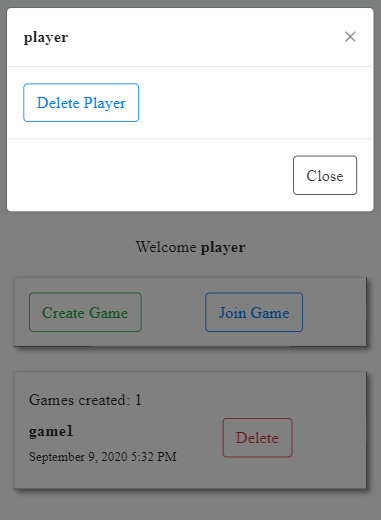 player ×
Delete Player
Close
Welcome player
Create Game Join Game
Games created: 1
game1
Delete
September 9, 2020 5:32 PM